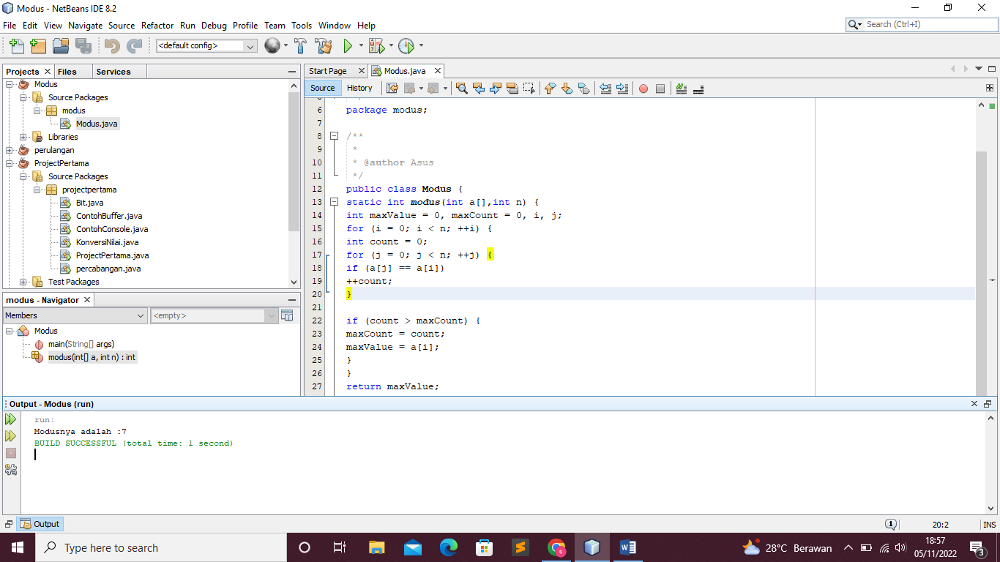 Modus - NetBeans IDE 8.2
File Edit View Navigate Source Refactor Run Debug Profile Team Tools Window Help
Search (Ctrl+I)
<default config>
Projects Files Services
Modus
Source Packages
modus
Modus.java
Libraries
perulangan
ProjectPertama
Source Packages
projectpertama
Bit.java
ContohBuffer.java
ContohConsole.java
KonversiNilai.java
ProjectPertama.java
percabangan.java
Test Packages
modus - Navigator
Members <empty>
Modus
main(String[] args)
modus(int[] a, int n) : int
Start Page Modus.java
Source History
6 package modus;
7
8 /**
9 *
10 * @author Asus
11 */
12 public class Modus {
13 static int modus(int a[],int n) {
14 int maxValue = 0, maxCount = 0, i, j;
15 for (i = 0; i < n; ++i) {
16 int count = 0;
17 for (j = 0; j < n; ++j) {
18 if (a[j] == a[i])
19 ++count;
20 }
21
22 if (count > maxCount) {
23 maxCount = count;
24 maxValue = a[i];
25 }
26 }
27 return maxValue;
Output - Modus (run)
run:
Modusnya adalah :7
BUILD SUCCESSFUL (total time: 1 second)
Output
1
20:2 INS
Type here to search
28°C Berawan
18:57
05/11/2022
3